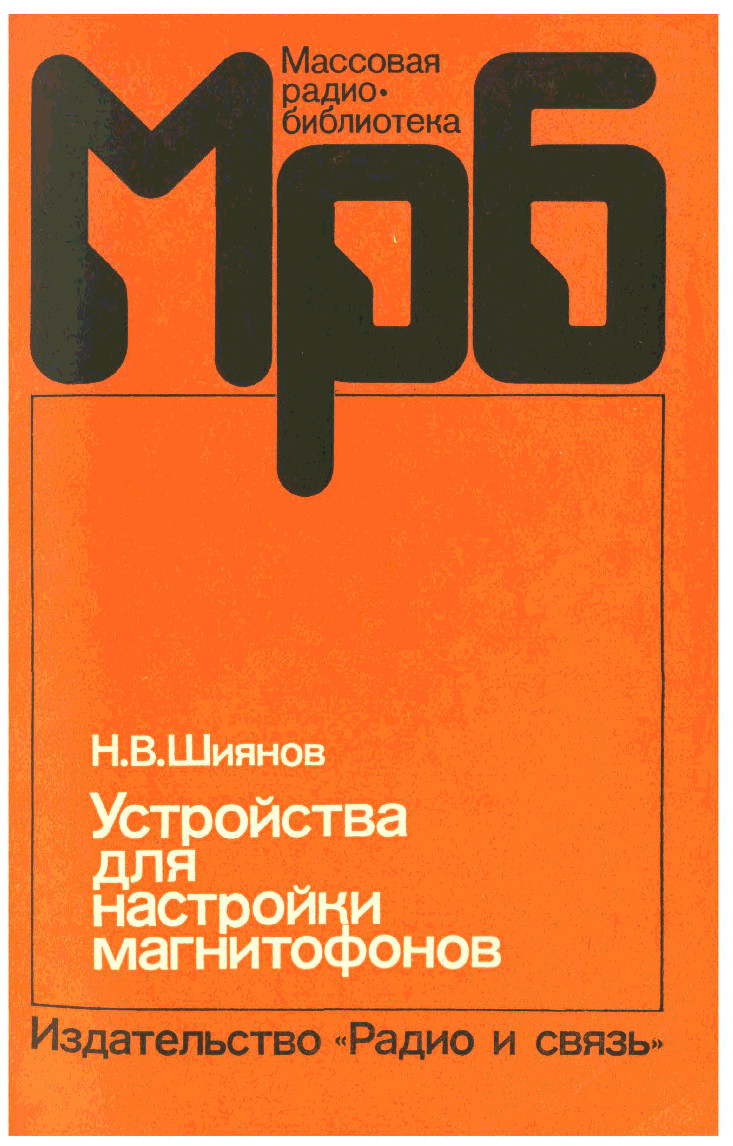 Мрб
Массовая
радио•
библиотека
Н.В.Шиянов
Устройства
для
настройки
магнитофонов
Издательство «Радио и связь»